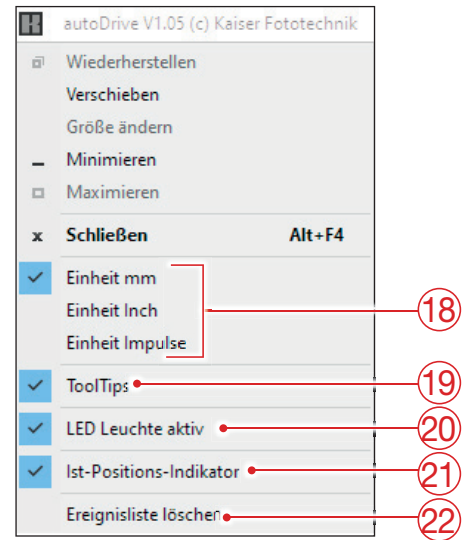 K autoDrive V1.05 (c) Kaiser Fototechnik
Wiederherstellen
Verschieben
Größe ändern
Minimieren
Maximieren
x Schließen Alt+F4
Einheit mm
Einheit Inch 18
Einheit Impulse
ToolTips 19
LED Leuchte aktiv 20
Ist-Positions-Indikator 21
Ereignisliste löschen 22